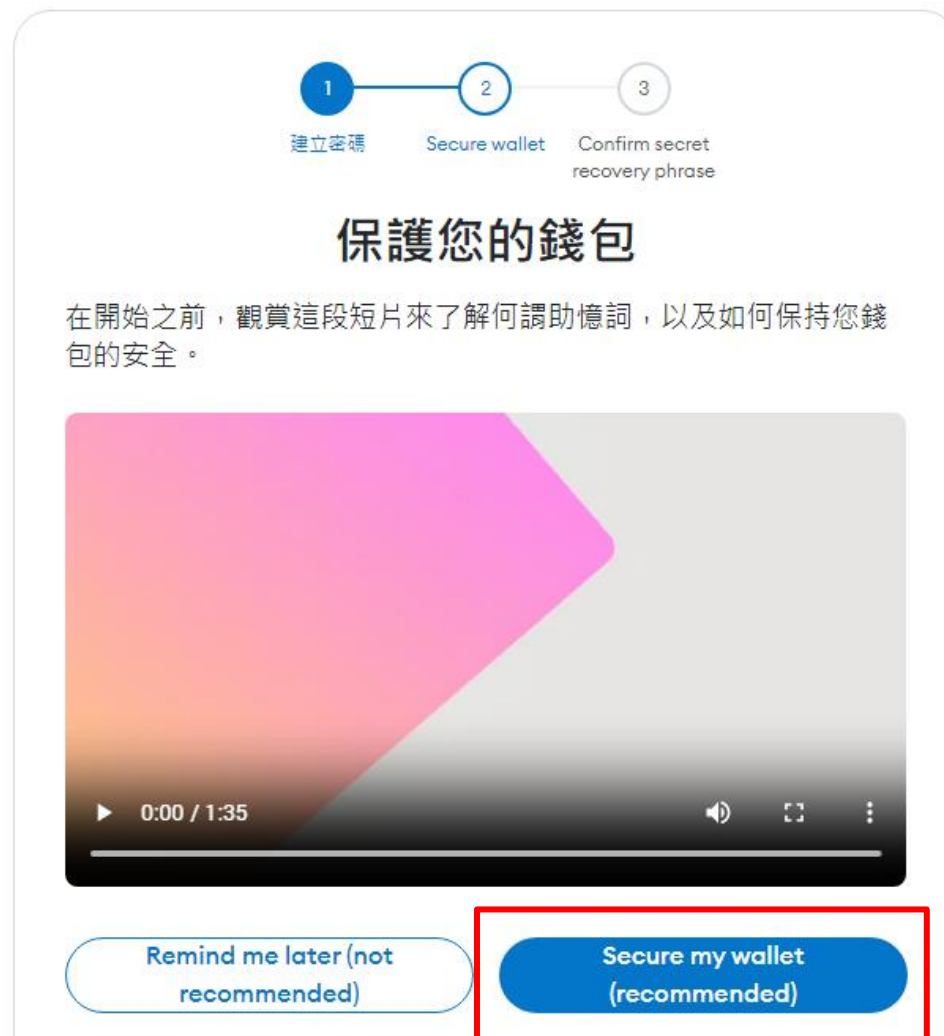 1
2
3
建立密碼
Secure wallet
Confirm secret
recovery phrase
保護您的錢包
在開始之前，觀賞這段短片來了解何謂助憶詞，以及如何保持您錢
包的安全。
0:00 / 1:35
Remind me later (not
recommended)
Secure my wallet
(recommended)